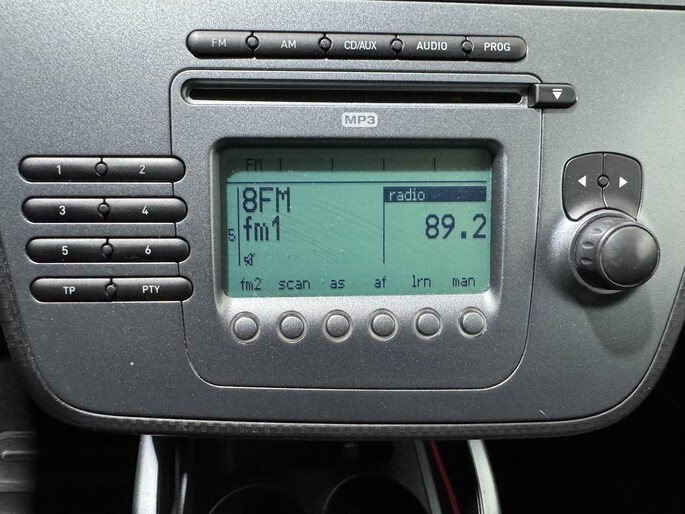 FM AM CD/AUX AUDIO PROG
MP3
1 2
3 4
5 6
TP PTY
FM
8FM
radio
5 fm1
89.2
fm2 scan as af lrn man